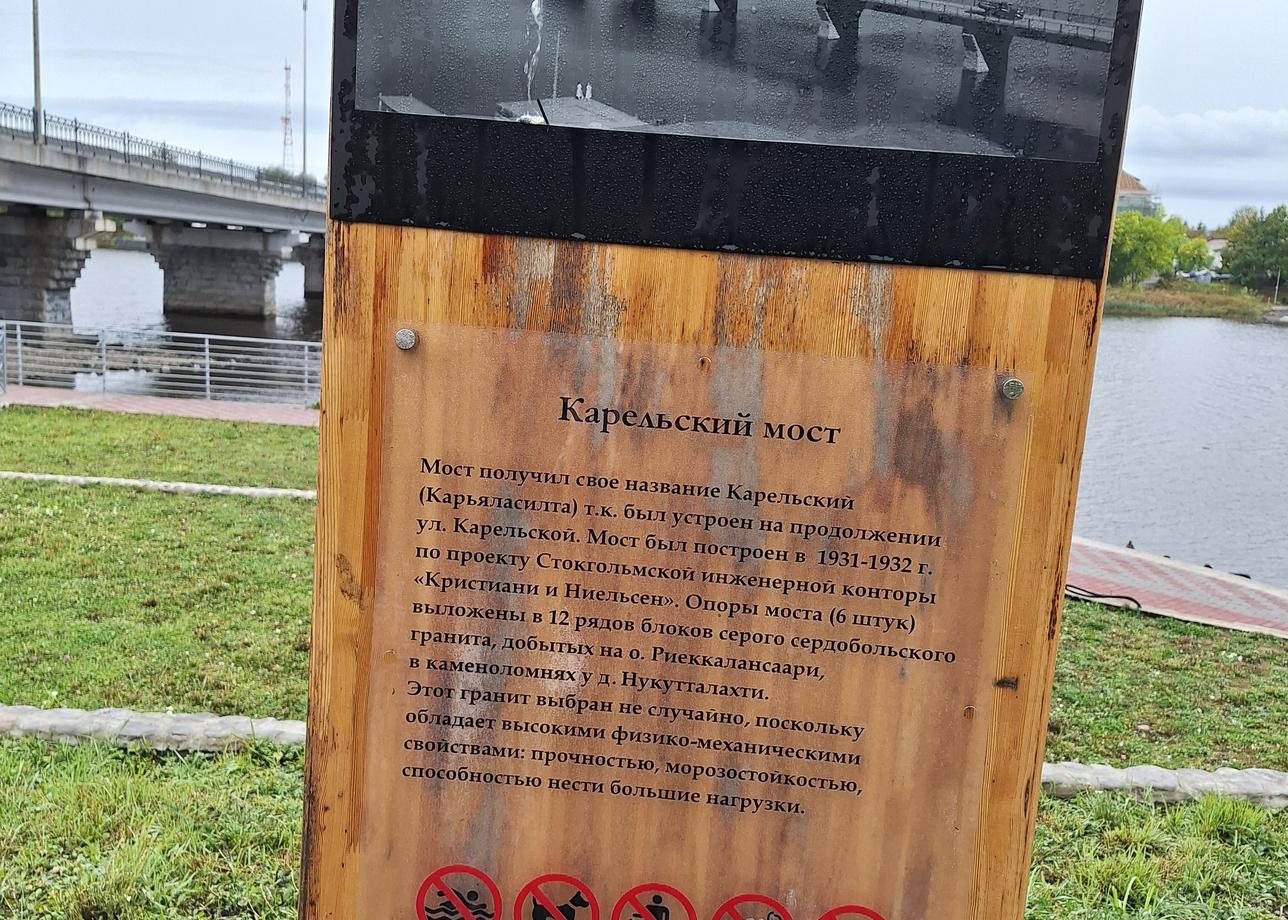 Карельский мост
Мост получил свое название Карельский
(Карьяласилта) т.к. был устроен на продолжении
ул. Карельской. Мост был построен в 1931-1932 г.
по проекту Стокгольмской инженерной конторы
«Кристиани и Ниельсен». Опоры моста (6 штук)
выложены в 12 рядов блоков серого сердобольского
гранита, добытых на о. Риеккалансаари,
в каменоломнях у д. Нукутталахти.
Этот гранит выбран не случайно, поскольку
обладает высокими физико-механическими
свойствами: прочностью, морозостойкостью,
способностью нести большие нагрузки.